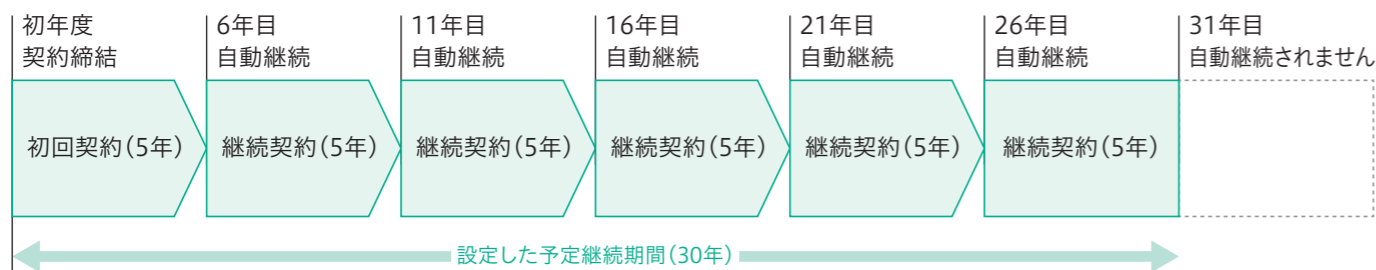 初年度
契約締結
6年目
自動継続
11年目
自動継続
16年目
自動継続
21年目
自動継続
26年目
自動継続
31年目
自動継続されません
初回契約(5年)
継続契約(5年)
継続契約(5年)
継続契約(5年)
継続契約(5年)
継続契約(5年)
設定した予定継続期間(30年)